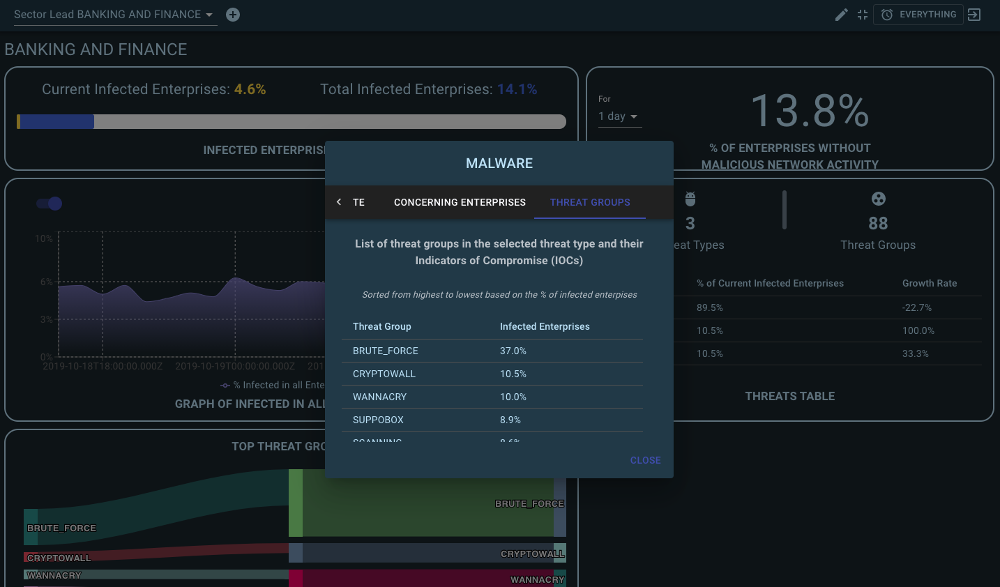 Sector Lead BANKING AND FINANCE
EVERYTHING
BANKING AND FINANCE
Current Infected Enterprises: 4.6%
Total Infected Enterprises: 14.1%
INFECTED ENTERPRIS
For
1 day
13.8%
% OF ENTERPRISES WITHOUT
MALICIOUS NETWORK ACTIVITY
MALWARE
TE
CONCERNING ENTERPRISES
THREAT GROUPS
List of threat groups in the selected threat type and their
Indicators of Compromise (IOCs)
Sorted from highest to lowest based on the % of infected enterpises
Threat Group Infected Enterprises
BRUTE_FORCE 37.0%
CRYPTOWALL 10.5%
WANNACRY 10.0%
SUPPOBOX 8.9%
SCANNING 8.6%
CLOSE
10%
6%
3%
0%
2019-10-18T18:00:00.000Z 2019-10-19T00:00:00.000Z 201
% Infected in all Ente
GRAPH OF INFECTED IN ALL
3
eat Types
88
Threat Groups
% of Current Infected Enterprises Growth Rate
89.5% -22.7%
10.5% 100.0%
10.5% 33.3%
THREATS TABLE
TOP THREAT GRO
BRUTE_FORCE
CRYPTOWALL
WANNACRY
BRUTE_FORCE
CRYPTOWALL
WANNACRY